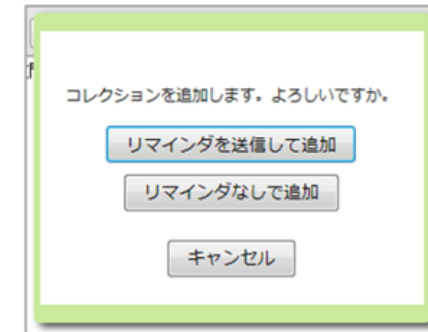 コレクションを追加します。よろしいですか。
リマインダを送信して追加
リマインダなしで追加
キャンセル